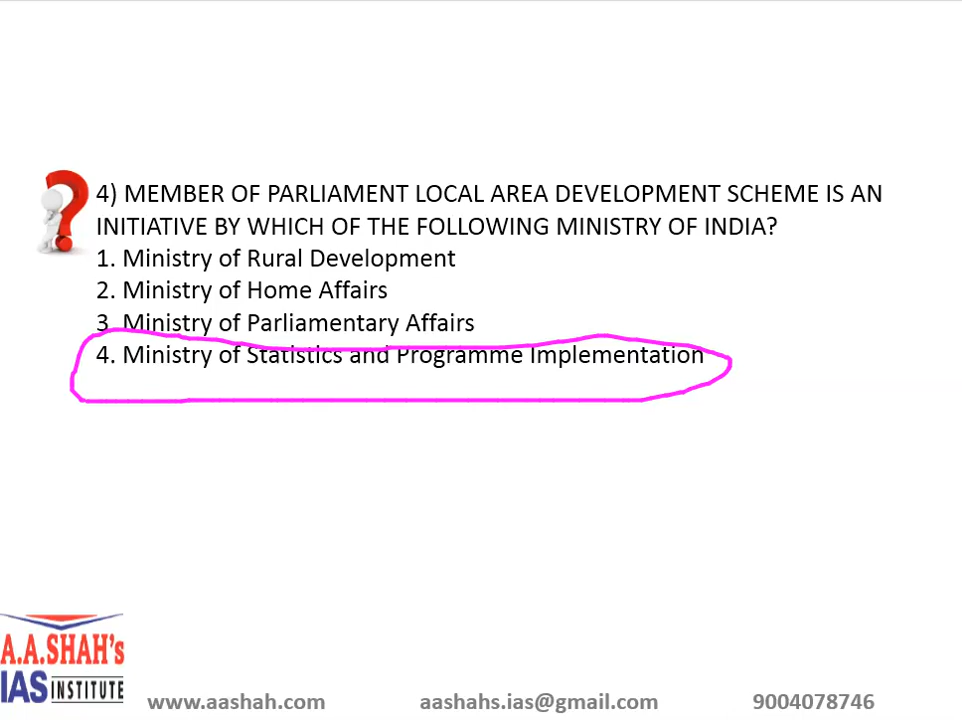 4) MEMBER OF PARLIAMENT LOCAL AREA DEVELOPMENT SCHEME IS AN
INITIATIVE BY WHICH OF THE FOLLOWING MINISTRY OF INDIA?
1. Ministry of Rural Development
2. Ministry of Home Affairs
3. Ministry of Parliamentary Affairs
4. Ministry of Statistics and Programme Implementation
A.A.SHAH's
IAS INSTITUTE
www.aashah.com aashahs.ias@gmail.com 9004078746